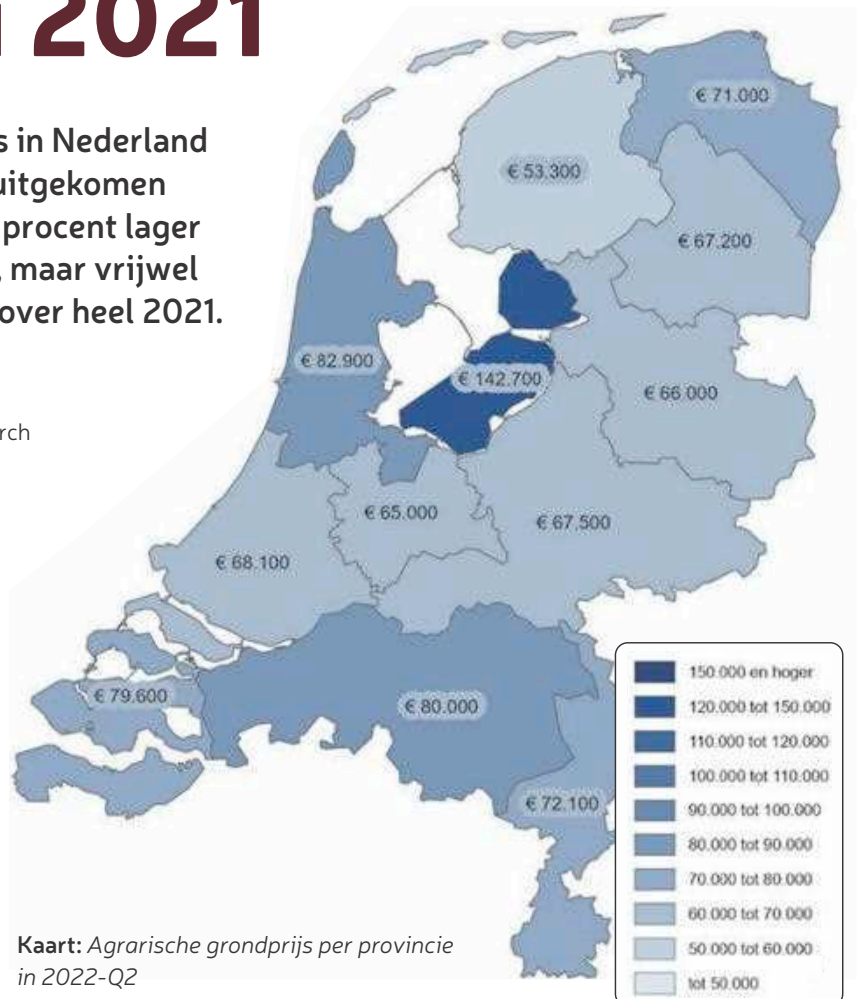 2021
s in Nederland
uitgekomen
procent lager
, maar vrijwel
over heel 2021.
rch
€ 71.000
€ 53.300
€ 67.200
€ 82.900
€ 142.700
€ 66.000
€ 65.000
€ 67.500
€ 68.100
€ 79.600
€ 80.000
€ 72.100
150.000 en hoger
120.000 tot 150.000
110.000 tot 120.000
100.000 tot 110.000
90.000 tot 100.000
80.000 tot 90.000
70.000 tot 80.000
60.000 tot 70.000
50.000 tot 60.000
tot 50.000
Kaart: Agrarische grondprijs per provincie
in 2022-Q2